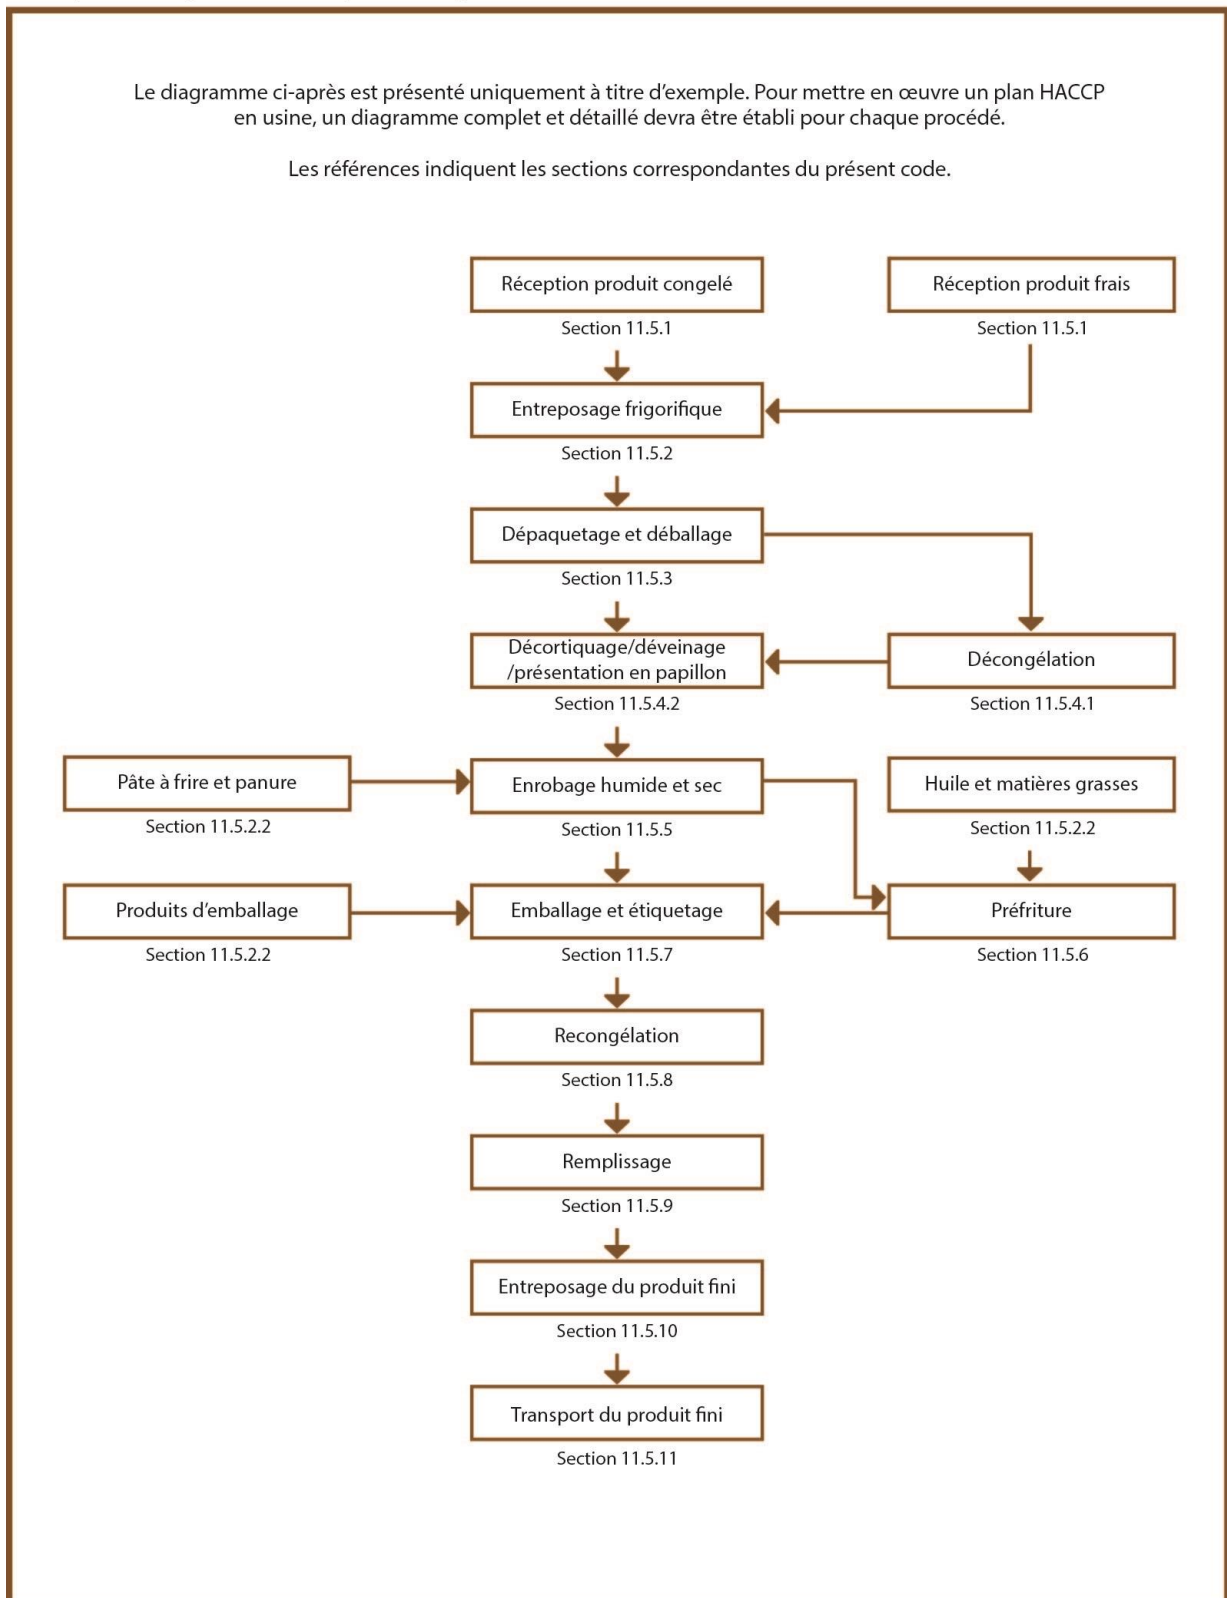 Le diagramme ci-après est présenté uniquement à titre d’exemple. Pour mettre en œuvre un plan HACCP
en usine, un diagramme complet et détaillé devra être établi pour chaque procédé.
Les références indiquent les sections correspondantes du présent code.
Réception produit congelé
Section 11.5.1
Réception produit frais
Section 11.5.1
Entreposage frigorifique
Section 11.5.2
Dépaquetage et déballage
Section 11.5.3
Décortiquage/déveinage
/présentation en papillon
Section 11.5.4.2
Décongélation
Section 11.5.4.1
Pâte à frire et panure
Section 11.5.2.2
Enrobage humide et sec
Section 11.5.5
Huile et matières grasses
Section 11.5.2.2
Produits d’emballage
Section 11.5.2.2
Emballage et étiquetage
Section 11.5.7
Préfriture
Section 11.5.6
Recongélation
Section 11.5.8
Remplissage
Section 11.5.9
Entreposage du produit fini
Section 11.5.10
Transport du produit fini
Section 11.5.11